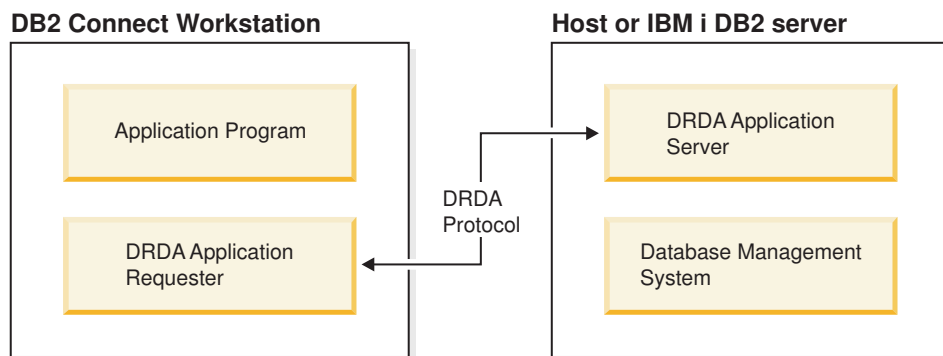 DB2 Connect Workstation
Host or IBM i DB2 server
Application Program
DRDA Application
Server
DRDA
Protocol
DRDA Application
Requester
Database Management
System